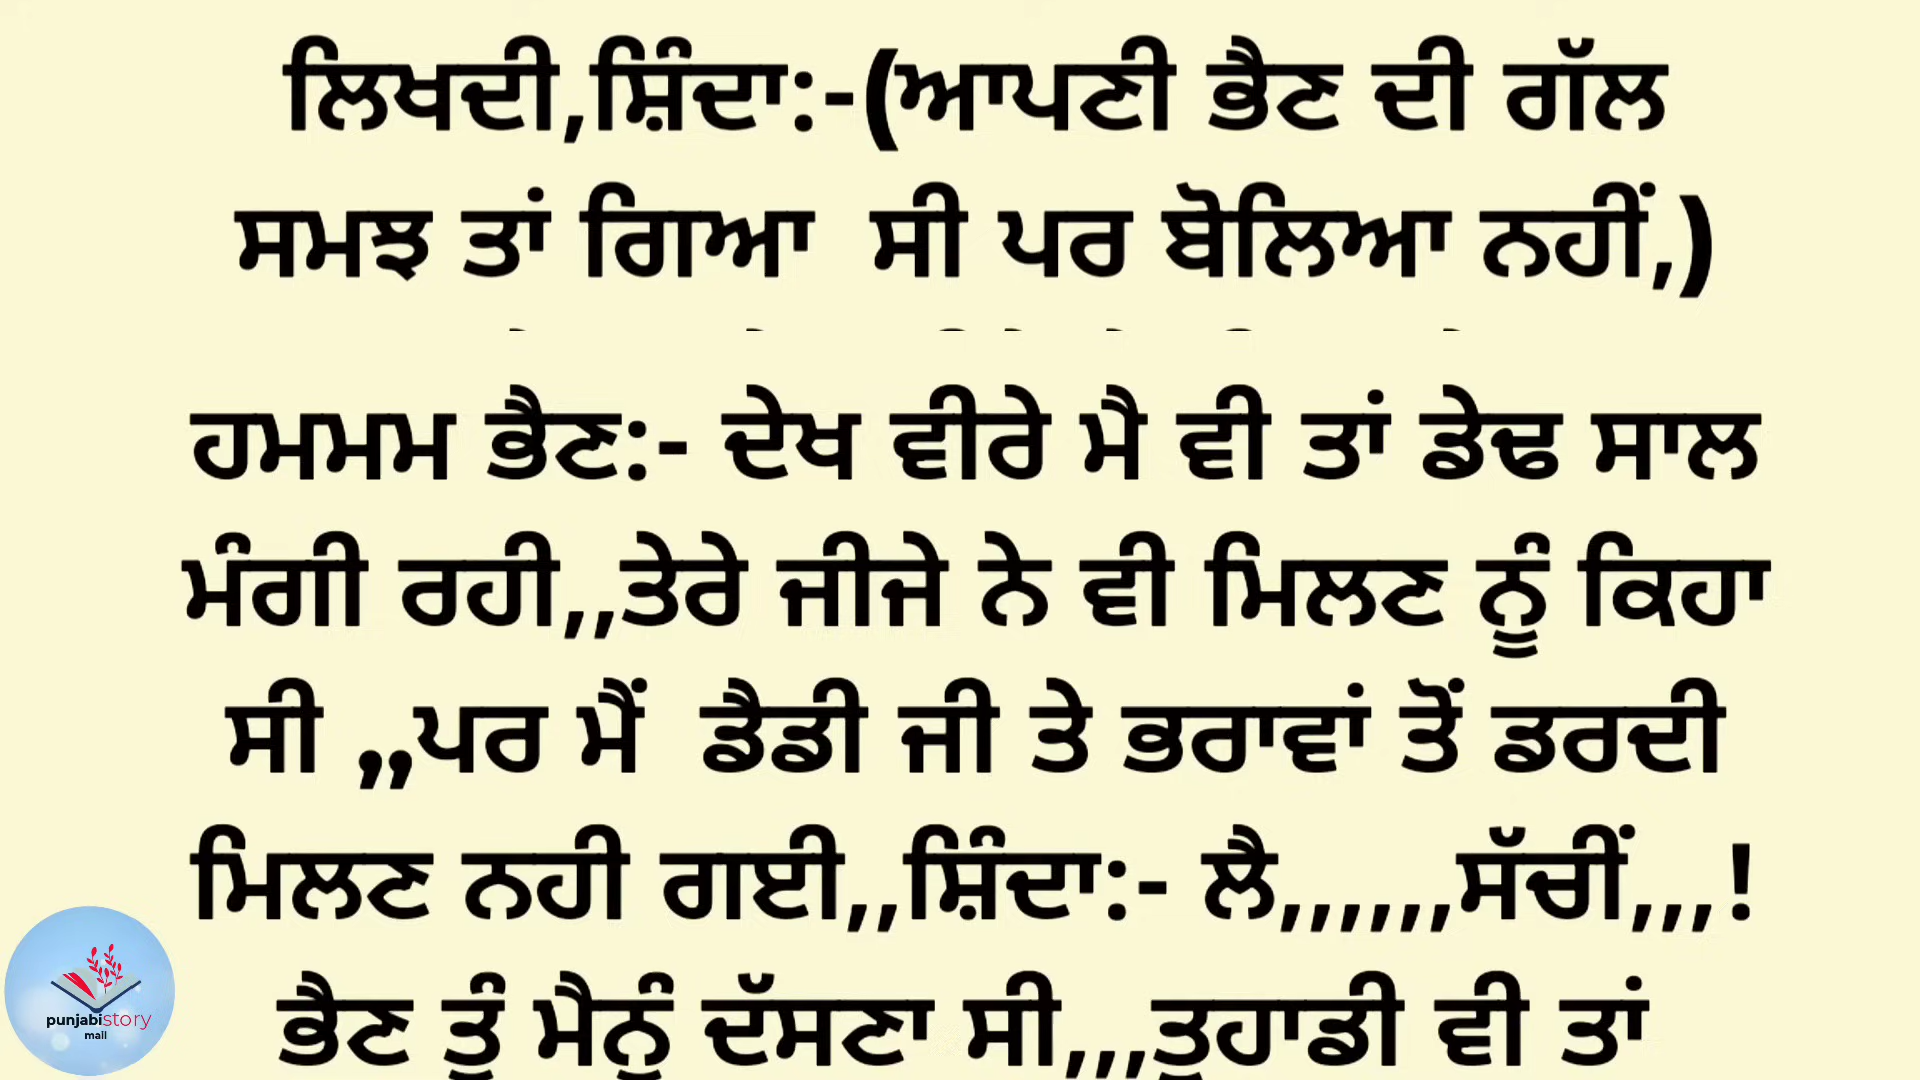 ਲਿਖਦੀ,ਸ਼ਿੰਦਾ:-(ਆਪਣੀ ਭੈਣ ਦੀ ਗੱਲ
ਸਮਝ ਤਾਂ ਗਿਆ  ਸੀ ਪਰ ਬੋਲਿਆ ਨਹੀਂ,)
ਹਮਮਮ ਭੈਣ:- ਦੇਖ ਵੀਰੇ ਮੈ ਵੀ ਤਾਂ ਡੇਢ ਸਾਲ
ਮੰਗੀ ਰਹੀ,,ਤੇਰੇ ਜੀਜੇ ਨੇ ਵੀ ਮਿਲਣ ਨੂੰ ਕਿਹਾ
ਸੀ ,,ਪਰ ਮੈਂ  ਡੈਡੀ ਜੀ ਤੇ ਭਰਾਵਾਂ ਤੋਂ ਡਰਦੀ
ਮਿਲਣ ਨਹੀ ਗਈ,,ਸ਼ਿੰਦਾ:- ਲੈ,,,,,,ਸੱਚੀਂ,,,!
ਭੈਣ ਤੂੰ ਮੈਨੂੰ ਦੱਸਣਾ ਸੀ,,,ਤੁਹਾਡੀ ਵੀ ਤਾਂ
punjabistory
mall